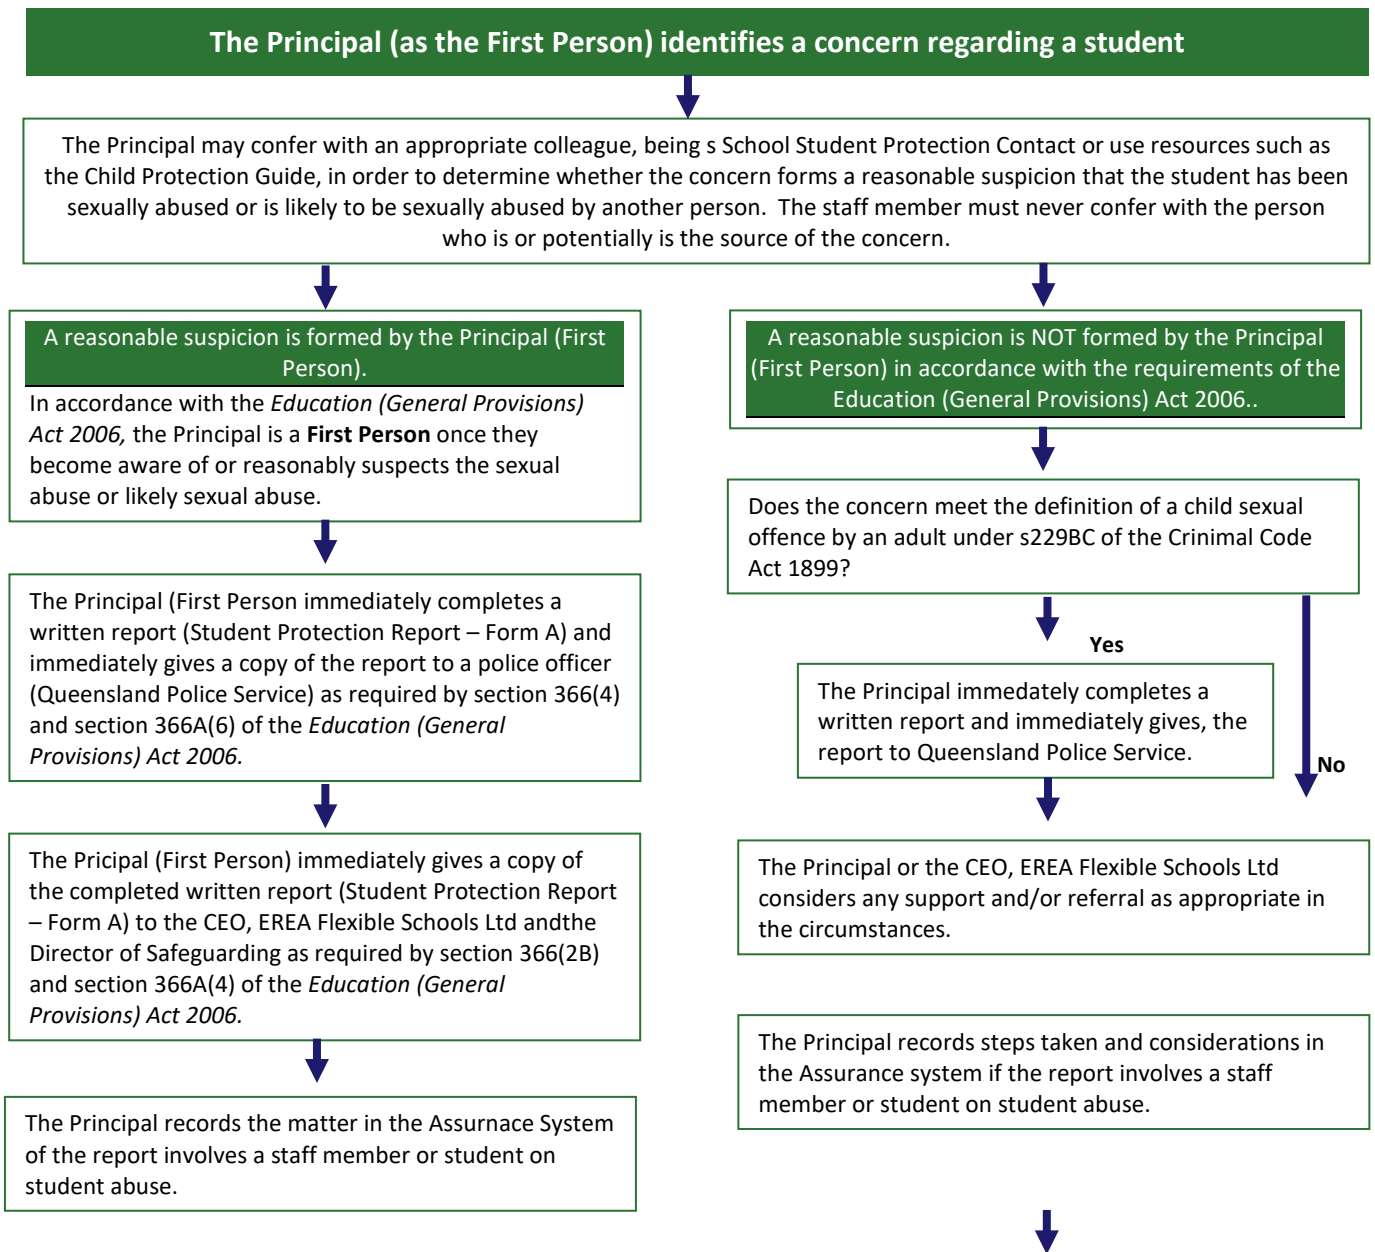 The Principal (as the First Person) identifies a concern regarding a student
The Principal may confer with an appropriate colleague, being s School Student Protection Contact or use resources such as
the Child Protection Guide, in order to determine whether the concern forms a reasonable suspicion that the student has been
sexually abused or is likely to be sexually abused by another person. The staff member must never confer with the person
who is or potentially is the source of the concern.
A reasonable suspicion is formed by the Principal (First
Person).
In accordance with the Education (General Provisions)
Act 2006, the Principal is a First Person once they
become aware of or reasonably suspects the sexual
abuse or likely sexual abuse.
The Principal (First Person immediately completes a
written report (Student Protection Report – Form A) and
immediately gives a copy of the report to a police officer
(Queensland Police Service) as required by section 366(4)
and section 366A(6) of the Education (General
Provisions) Act 2006.
The Pricipal (First Person) immediately gives a copy of
the completed written report (Student Protection Report
– Form A) to the CEO, EREA Flexible Schools Ltd andthe
Director of Safeguarding as required by section 366(2B)
and section 366A(4) of the Education (General
Provisions) Act 2006.
The Principal records the matter in the Assurnace System
of the report involves a staff member or student on
student abuse.
A reasonable suspicion is NOT formed by the Principal
(First Person) in accordance with the requirements of the
Education (General Provisions) Act 2006..
Does the concern meet the definition of a child sexual
offence by an adult under s229BC of the Crinimal Code
Act 1899?
Yes
The Principal immedately completes a
written report and immediately gives, the
report to Queensland Police Service.
No
The Principal or the CEO, EREA Flexible Schools Ltd
considers any support and/or referral as appropriate in
the circumstances.
The Principal records steps taken and considerations in
the Assurance system if the report involves a staff
member or student on student abuse.